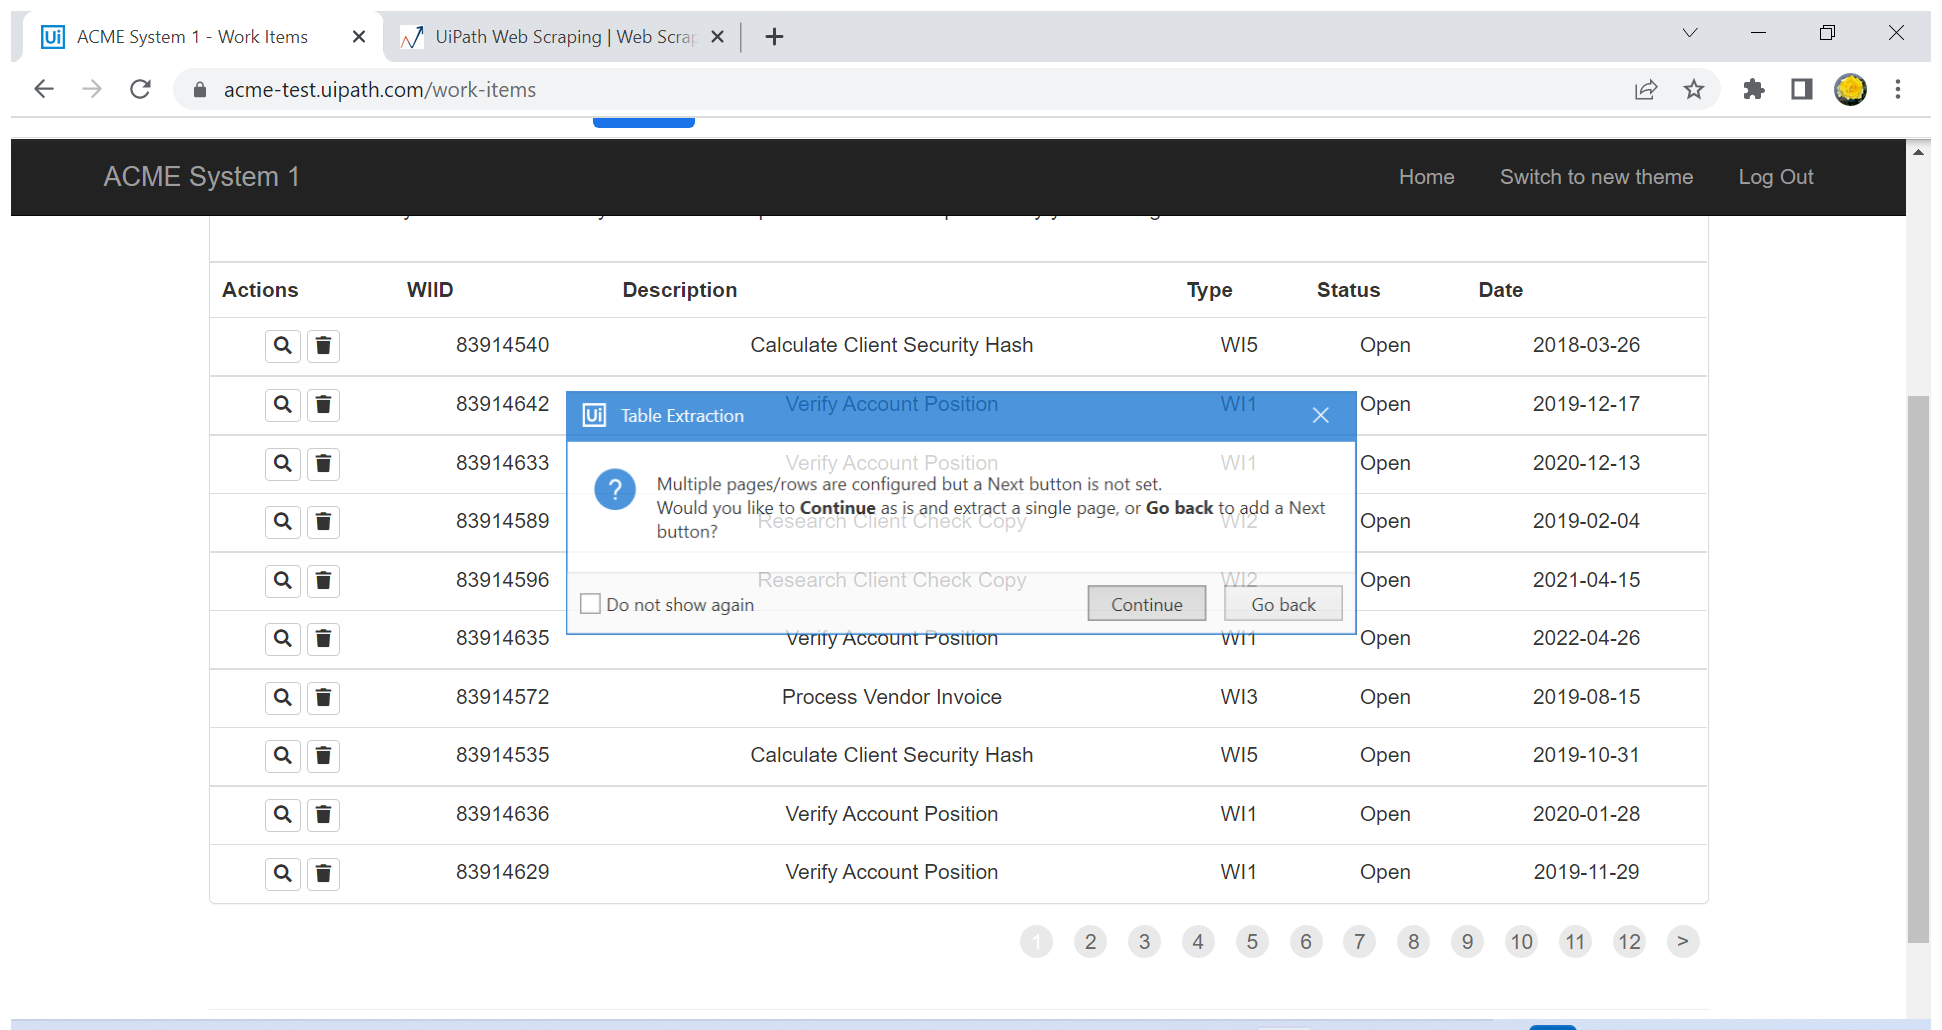 Ui ACME System 1 - Work Items
UiPath Web Scraping | Web Scrap
acme-test.uipath.com/work-items
ACME System 1 Home Switch to new theme Log Out
Actions WIID Description Type Status Date
83914540 Calculate Client Security Hash WI5 Open 2018-03-26
83914642 Verify Account Position WI1 Open 2019-12-17
Ui Table Extraction
83914633 Verify Account Position WI1 Open 2020-12-13
? Multiple pages/rows are configured but a Next button is not set.
Would you like to Continue as is and extract a single page, or Go back to add a Next
button?
83914589 Research Client Check Copy WI2 Open 2019-02-04
83914596 Research Client Check Copy WI2 Open 2021-04-15
Do not show again Continue Go back
83914635 Verify Account Position WI1 Open 2022-04-26
83914572 Process Vendor Invoice WI3 Open 2019-08-15
83914535 Calculate Client Security Hash WI5 Open 2019-10-31
83914636 Verify Account Position WI1 Open 2020-01-28
83914629 Verify Account Position WI1 Open 2019-11-29
1 2 3 4 5 6 7 8 9 10 11 12 >